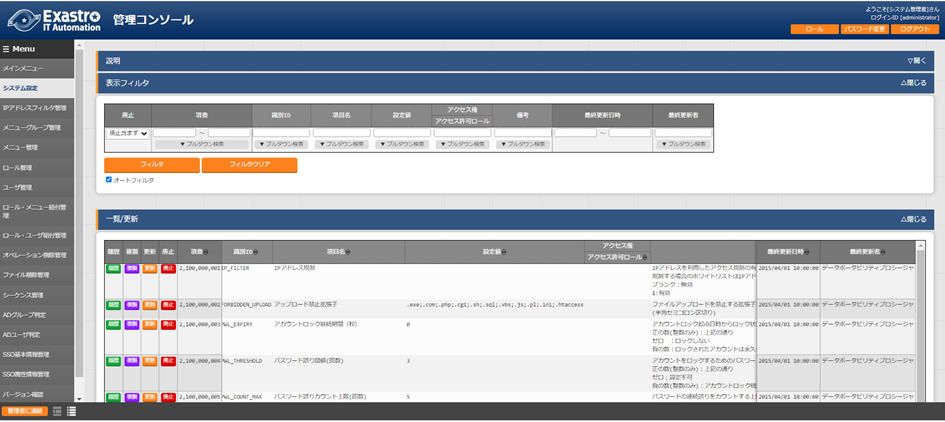 Exastro
IT Automation
管理コンソール
ようこそ[システム管理者]さん
ログインID [administrator]
ロール
パスワード変更
ログアウト
☰ Menu
メインメニュー
システム設定
IPアドレスフィルタ管理
メニューグループ管理
メニュー管理
ロール管理
ユーザ管理
ロール・メニュー紐付管
理
ロール・ユーザ紐付管理
オペレーション削除管理
ファイル削除管理
シーケンス管理
ADグループ判定
ADユーザ判定
SSO基本情報管理
SSO属性情報管理
バージョン確認
管理者に連絡
説明
▽開く
表示フィルタ
△閉じる
廃止
項番
識別ID
項目名
設定値
アクセス権
アクセス許可ロール
備考
最終更新日時
最終更新者
廃止含まず
～
～
▼ プルダウン検索
▼ プルダウン検索
▼ プルダウン検索
▼ プルダウン検索
▼ プルダウン検索
▼ プルダウン検索
▼ プルダウン検索
フィルタ
フィルタクリア
オートフィルタ
一覧/更新
△閉じる
履歴 複製 更新 廃止 項番 識別ID 項目名 設定値
アクセス権
アクセス許可ロール
最終更新日時 最終更新者
履歴 複製 更新 廃止 2,100,000,001 IP_FILTER IPアドレス規制
IPアドレスを利用したアクセス規制の有
規制する場合のホワイトリストはIPアド
ブランク：無効
1:有効
2015/04/01 10:00:00 データポータビリティプロシージャ
履歴 複製 更新 廃止 2,100,000,002 FORBIDDEN_UPLOAD アップロード禁止拡張子 .exe;.com;.php;.cgi;.sh;.sql;.vbs;.js;.pl;.ini;.htaccess
ファイルアップロードを禁止する拡張子
(半角セミコロン区切り)
2015/04/01 10:00:00 データポータビリティプロシージャ
履歴 複製 更新 廃止 2,100,000,003 PWL_EXPIRY アカウントロック継続期間（秒） 0
アカウントロック起点日時からロック状
正の数(整数のみ)：上記の通り
ゼロ ：ロックしない
負の数：ロックされたアカウントは永久
2015/04/01 10:00:00 データポータビリティプロシージャ
履歴 複製 更新 廃止 2,100,000,004 PWL_THRESHOLD パスワード誤り閾値(回数) 3
アカウントをロックするためのパスワー
正の数(整数のみ)：上記の通り
ゼロ：設定不可
負の数(整数のみ)：アカウントロック機
2015/04/01 10:00:00 データポータビリティプロシージャ
履歴 複製 更新 廃止 2,100,000,005 PWL_COUNT_MAX パスワード誤りカウント上限(回数) 5
パスワードの連続誤りをカウントする上
2015/04/01 10:00:00 データポータビリティプロシージャ